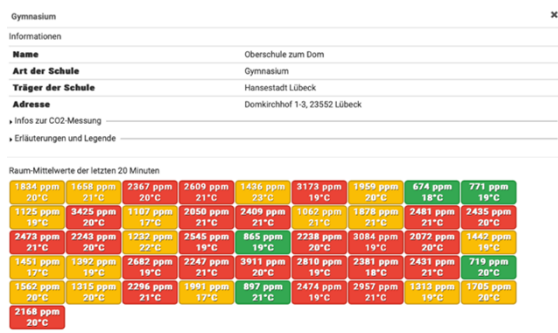 Gymnasium ×
Informationen
Name Oberschule zum Dom
Art der Schule Gymnasium
Träger der Schule Hansestadt Lübeck
Adresse Domkirchhof 1-3, 23552 Lübeck
Infos zur CO2-Messung
Erläuterungen und Legende
Raum-Mittelwerte der letzten 20 Minuten
1834 ppm 1658 ppm 2367 ppm 2609 ppm 1436 ppm 3173 ppm 1959 ppm 674 ppm 771 ppm
20°C 21°C 20°C 21°C 23°C 19°C 20°C 18°C 19°C
1125 ppm 3425 ppm 1107 ppm 2050 ppm 2409 ppm 1062 ppm 1878 ppm 2481 ppm 2435 ppm
19°C 20°C 17°C 21°C 21°C 21°C 21°C 21°C 20°C
2473 ppm 2243 ppm 1232 ppm 2545 ppm 865 ppm 2238 ppm 3084 ppm 2072 ppm 1442 ppm
21°C 20°C 22°C 19°C 19°C 20°C 19°C 20°C 19°C
1451 ppm 1392 ppm 2682 ppm 2247 ppm 3911 ppm 2810 ppm 2381 ppm 2431 ppm 719 ppm
17°C 19°C 19°C 21°C 20°C 19°C 18°C 21°C 20°C
1562 ppm 1315 ppm 2296 ppm 1991 ppm 897 ppm 2474 ppm 2957 ppm 1313 ppm 1705 ppm
20°C 20°C 21°C 17°C 21°C 19°C 21°C 19°C 20°C
2168 ppm
20°C